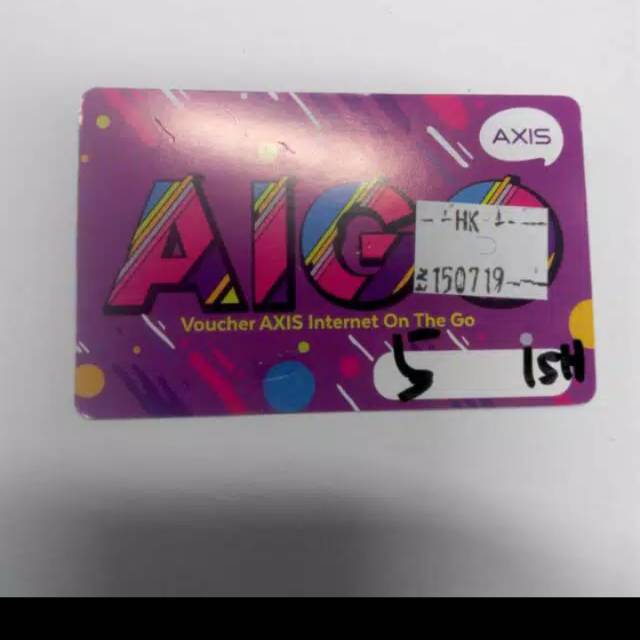 AXIS
AIGO
HK
150719
Voucher AXIS Internet On The Go
5 15H